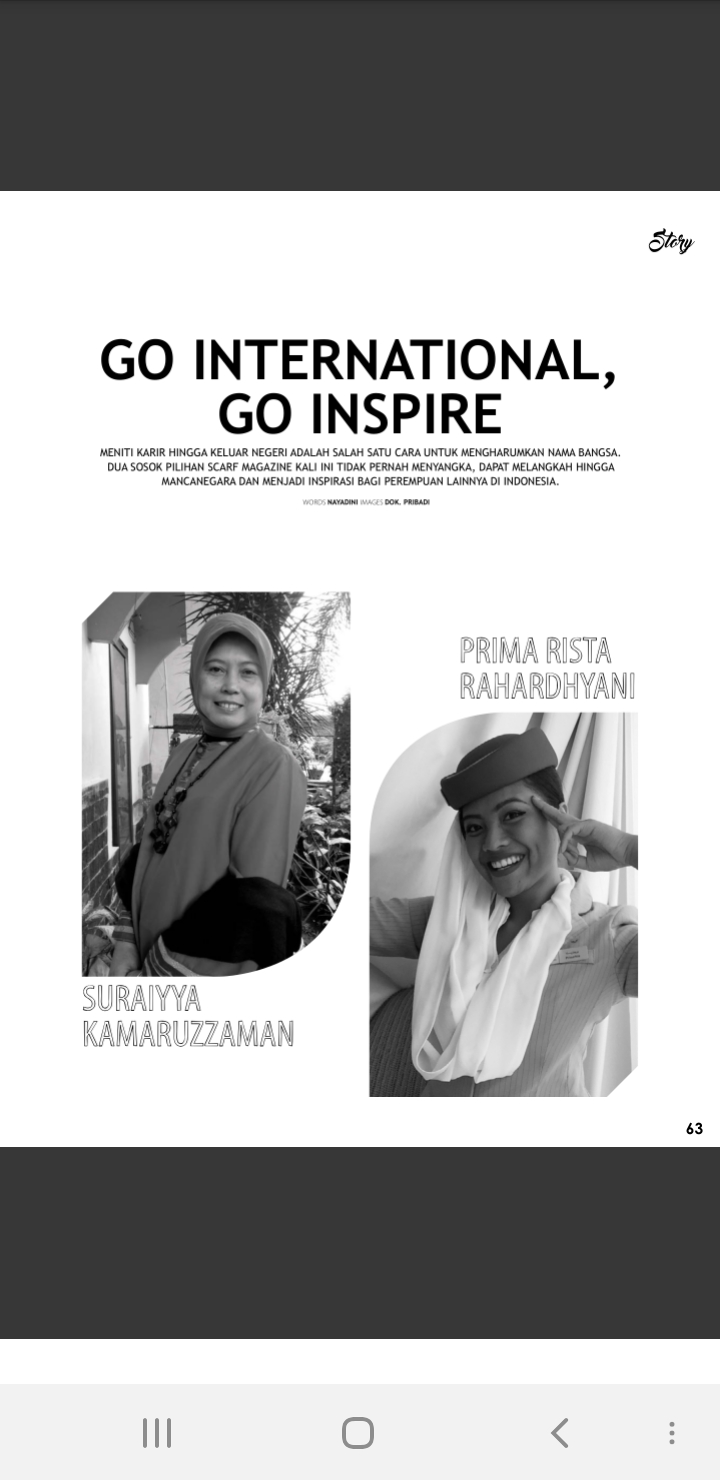 Story
GO INTERNATIONAL,
GO INSPIRE
MENITI KARIR HINGGA KELUAR NEGERI ADALAH SALAH SATU CARA UNTUK MENGHARUMKAN NAMA BANGSA.
DUA SOSOK PILIHAN SCARF MAGAZINE KALI INI TIDAK PERNAH MENYANGKA, DAPAT MELANGKAH HINGGA
MANCANEGARA DAN MENJADI INSPIRASI BAGI PEREMPUAN LAINNYA DI INDONESIA.
WORDS NAYADINI IMAGES DOK. PRIBADI
PRIMA RISTA
RAHARDHYANI
SURAIYYA
KAMARUZZAMAN
63